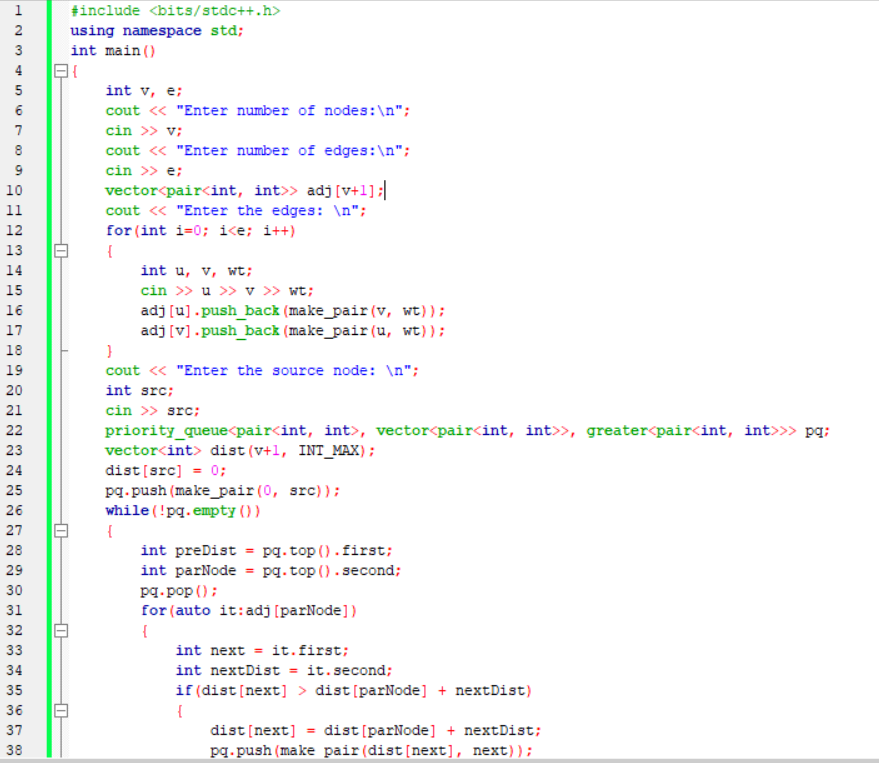 1 #include <bits/stdc++.h>
2 using namespace std;
3 int main()
4 {
5 int v, e;
6 cout << "Enter number of nodes:\n";
7 cin >> v;
8 cout << "Enter number of edges:\n";
9 cin >> e;
10 vector<pair<int, int>> adj[v+1];
11 cout << "Enter the edges: \n";
12 for(int i=0; i<e; i++)
13 {
14 int u, v, wt;
15 cin >> u >> v >> wt;
16 adj[u].push_back(make_pair(v, wt));
17 adj[v].push_back(make_pair(u, wt));
18 }
19 cout << "Enter the source node: \n";
20 int src;
21 cin >> src;
22 priority_queue<pair<int, int>, vector<pair<int, int>>, greater<pair<int, int>>> pq;
23 vector<int> dist(v+1, INT_MAX);
24 dist[src] = 0;
25 pq.push(make_pair(0, src));
26 while(!pq.empty())
27 {
28 int preDist = pq.top().first;
29 int parNode = pq.top().second;
30 pq.pop();
31 for(auto it:adj[parNode])
32 {
33 int next = it.first;
34 int nextDist = it.second;
35 if(dist[next] > dist[parNode] + nextDist)
36 {
37 dist[next] = dist[parNode] + nextDist;
38 pq.push(make_pair(dist[next], next));